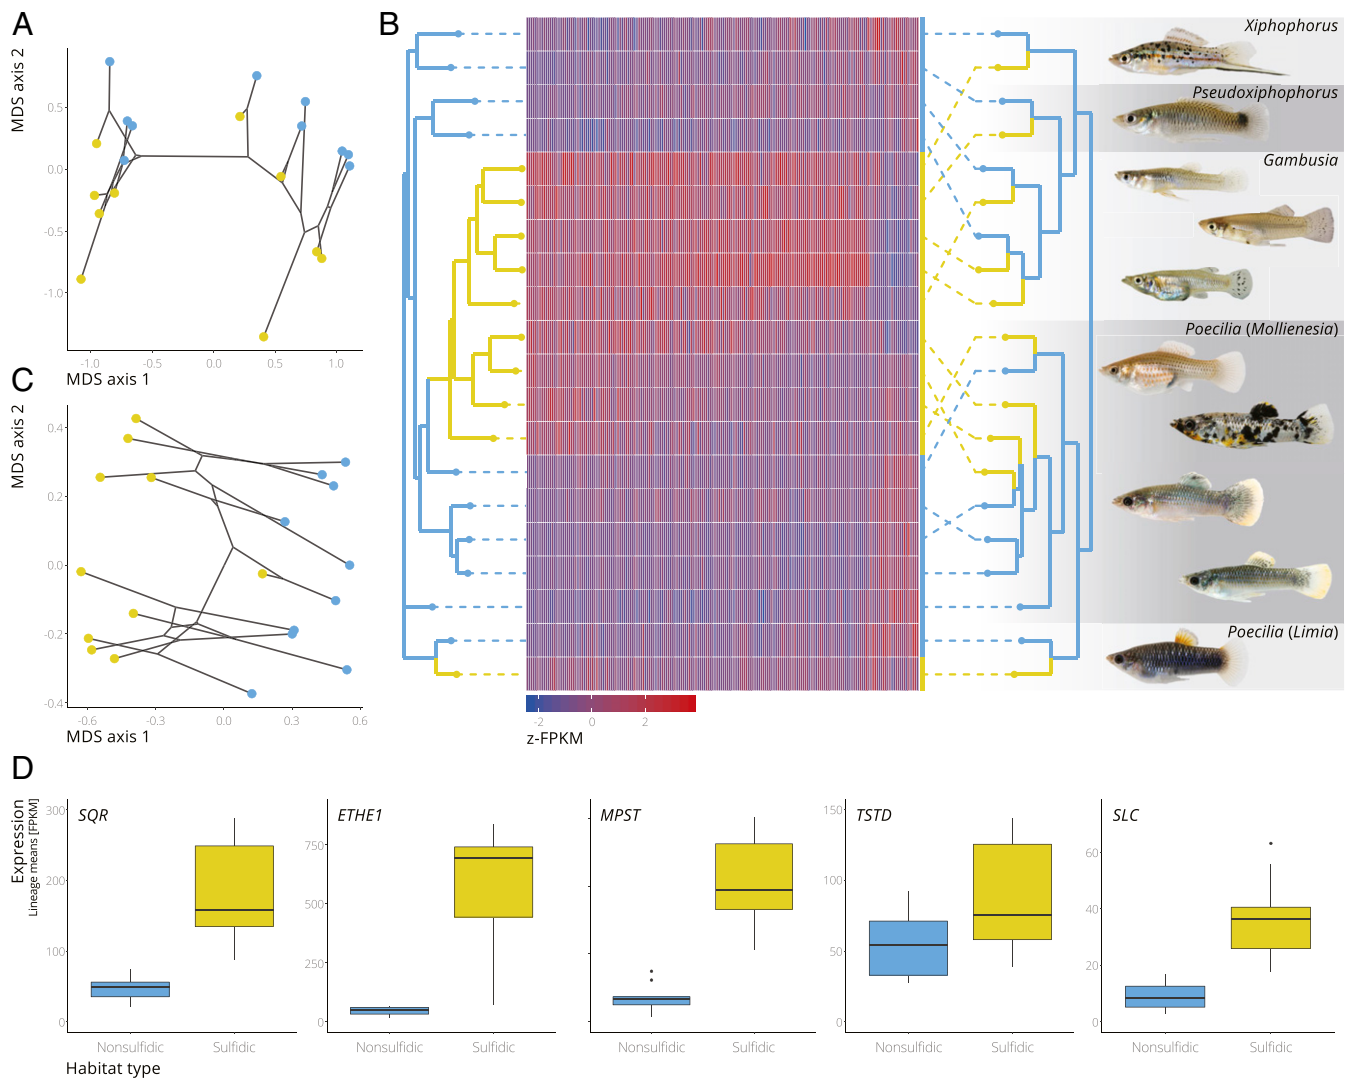 A
MDS axis 2
0.5
0.0
-0.5
-1.0
-1.0 -0.5 0.0 0.5 1.0
MDS axis 1
B
Xiphophorus
Pseudoxiphophorus
Gambusia
Poecilia (Mollienesia)
Poecilia (Limia)
-2 0 2
z-FPKM
C
MDS axis 2
0.4
0.2
0.0
-0.2
-0.4
-0.6 -0.3 0.0 0.3 0.6
MDS axis 1
D
Expression
Lineage means [FPKM]
SQR
300
200
100
0
Nonsulfidic Sulfidic
ETHE1
750
500
250
0
Nonsulfidic Sulfidic
MPST
Nonsulfidic Sulfidic
TSTD
150
100
50
0
Nonsulfidic Sulfidic
SLC
60
40
20
0
Nonsulfidic Sulfidic
Habitat type